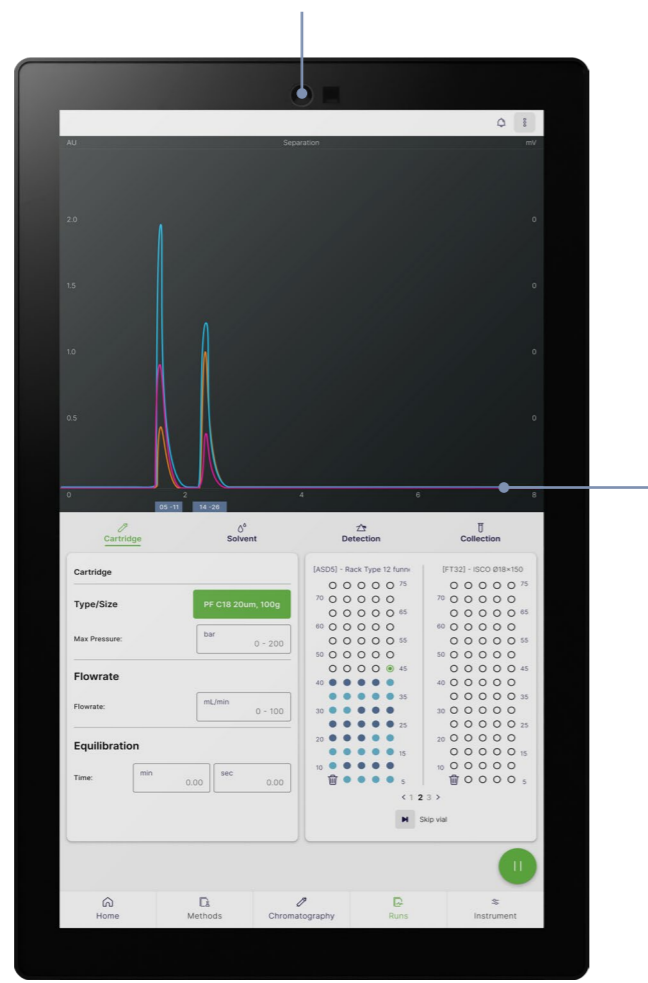 AU Separation mV
2.0 0
1.5 0
1.0 0
0.5 0
0 2 4 6 8
05 -11 14 -26
Cartridge Solvent Detection Collection
Cartridge
Type/Size PF C18 20um, 100g
Max Pressure: bar 0 - 200
Flowrate
Flowrate: mL/min 0 - 100
Equilibration
Time: min 0.00 sec 0.00
[ASD5] - Rack Type 12 funne [FT32] - ISCO Ø18×150
75 75
70 70
65 65
60 60
55 55
50 50
45 45
40 40
35 35
30 30
25 25
20 20
15 15
10 10
5 5
< 1 2 3 >
Skip vial
Home Methods Chromatography Runs Instrument